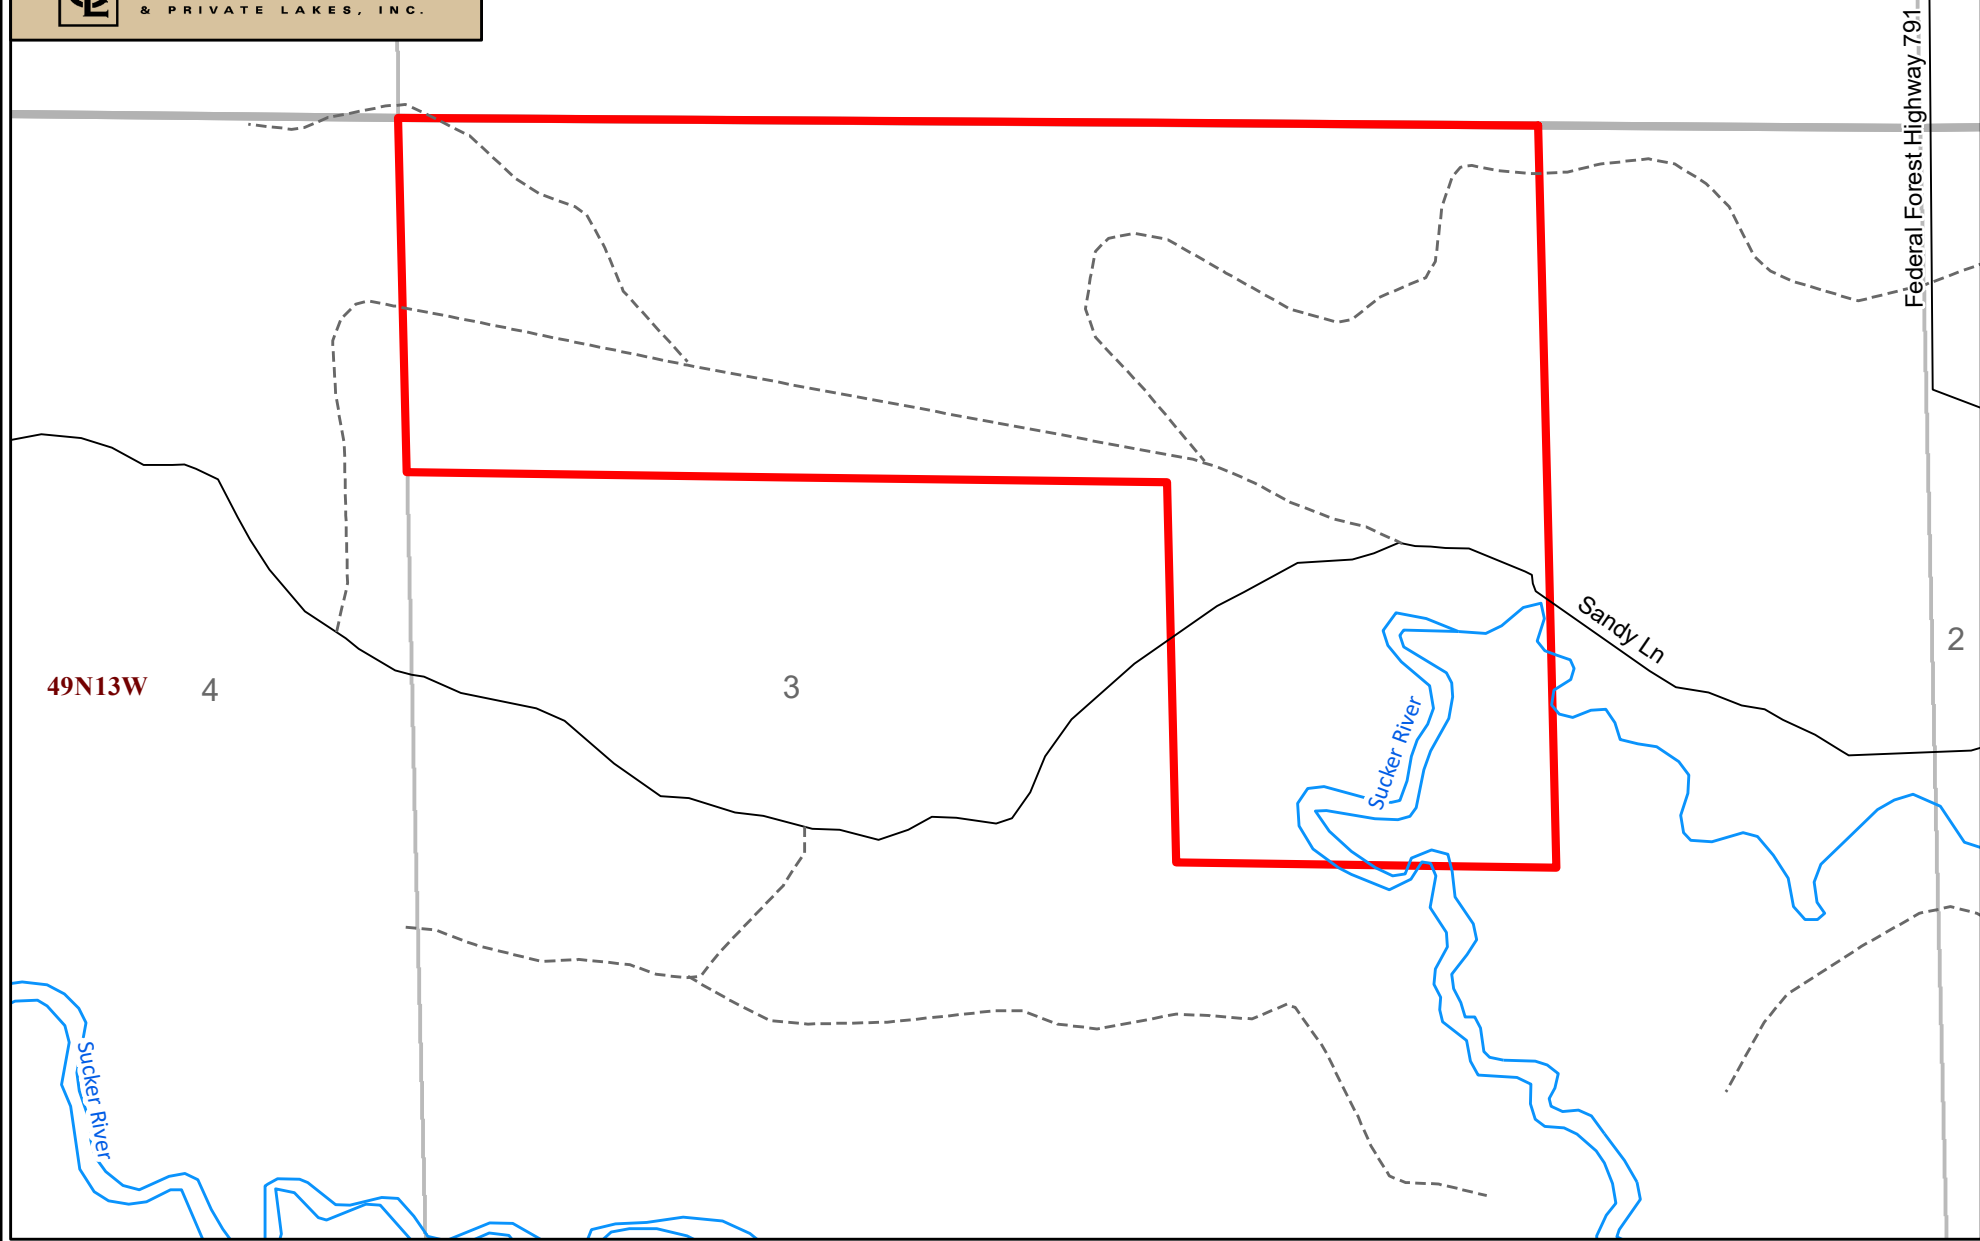 & PRIVATE LAKES, INC.
Federal Forest Highway 791
Sandy Ln
2
49N13W
4
3
Sucker River
Sucker River